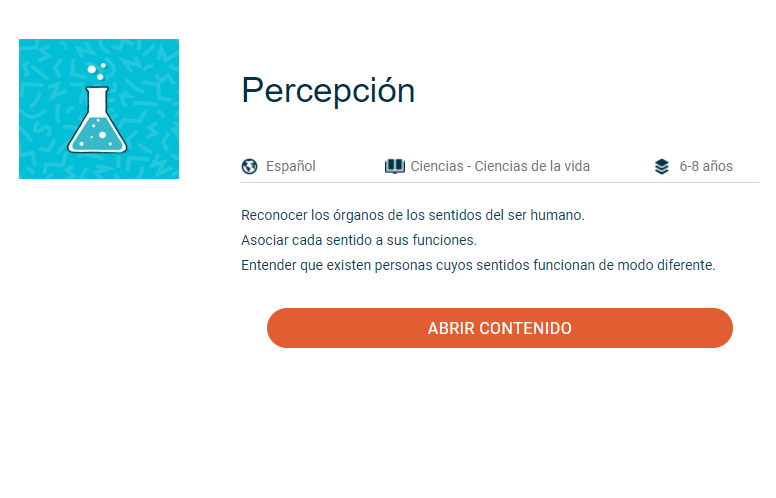 Percepción
Español
Ciencias - Ciencias de la vida
6-8 años
Reconocer los órganos de los sentidos del ser humano.
Asociar cada sentido a sus funciones.
Entender que existen personas cuyos sentidos funcionan de modo diferente.
ABRIR CONTENIDO